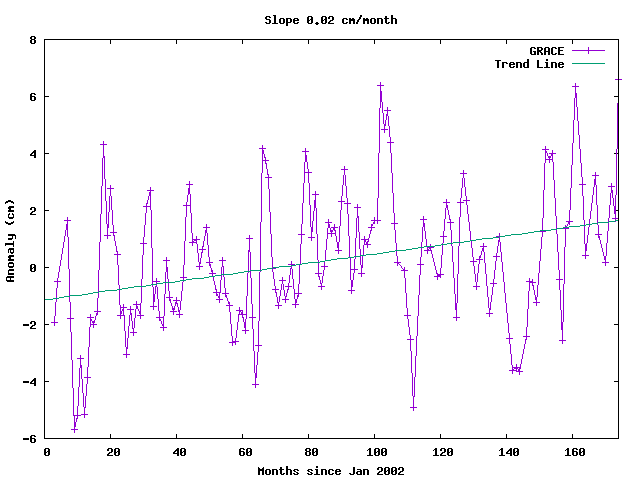 Slope 0.02 cm/month
8
6
4
2
0
-2
-4
-6
Anomaly (cm)
GRACE
Trend Line
0 20 40 60 80 100 120 140 160
Months since Jan 2002